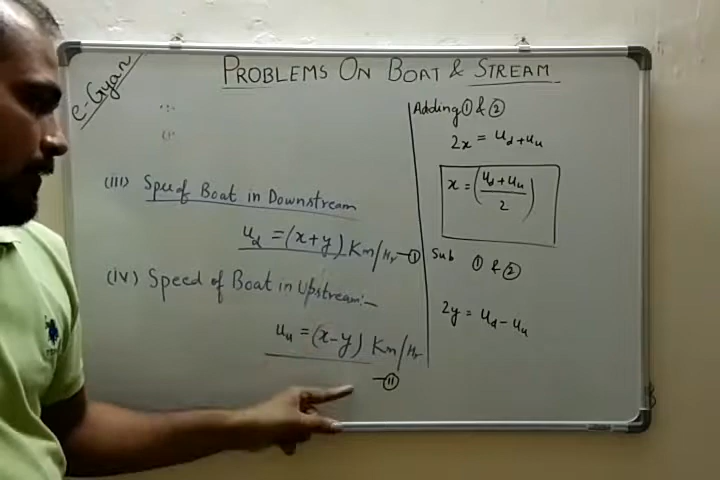 e-Gyan
PROBLEMS ON BOAT & STREAM
(III) Speed of Boat in Downstream
u_d = (x+y) Km/Hr —①
(IV) Speed of Boat in Upstream:—
u_u = (x-y) Km/Hr
—⑪
Adding ① & ②
2x = u_d + u_u
x = (u_d + u_u / 2)
Sub ① & ②
2y = u_d - u_u